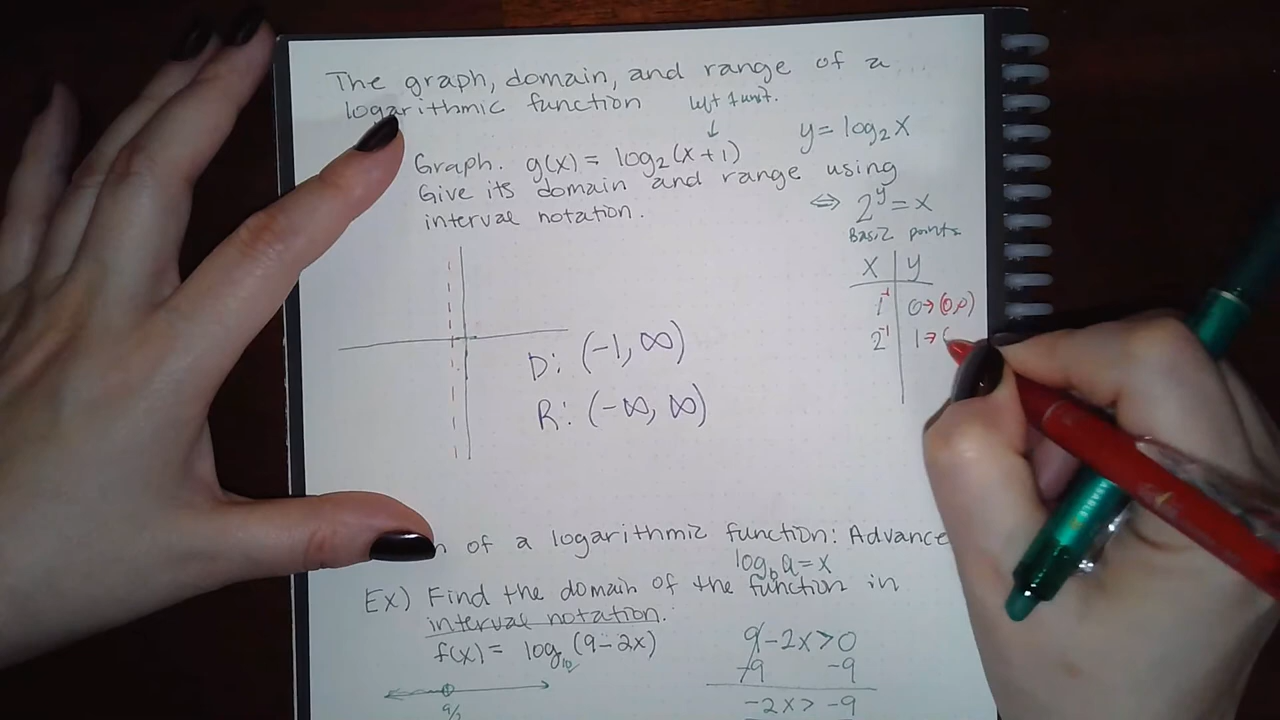 The graph, domain, and range of a
logarithmic function
left 1 unit.
↓
y = log₂x
Graph. g(x) = log₂(x+1)
Give its domain and range using
interval notation.
⇔ 2^y = x
Basic points
x | y
1⁻¹ | 0→(0,0)
2⁻¹ | 1→(
D: (-1, ∞)
R: (-∞, ∞)
of a logarithmic function: Advance
log_b a = x
Ex) Find the domain of the function in
interval notation.
f(x) = log₁₀(9-2x)
9-2x>0
-9 -9
-2x > -9
9/2